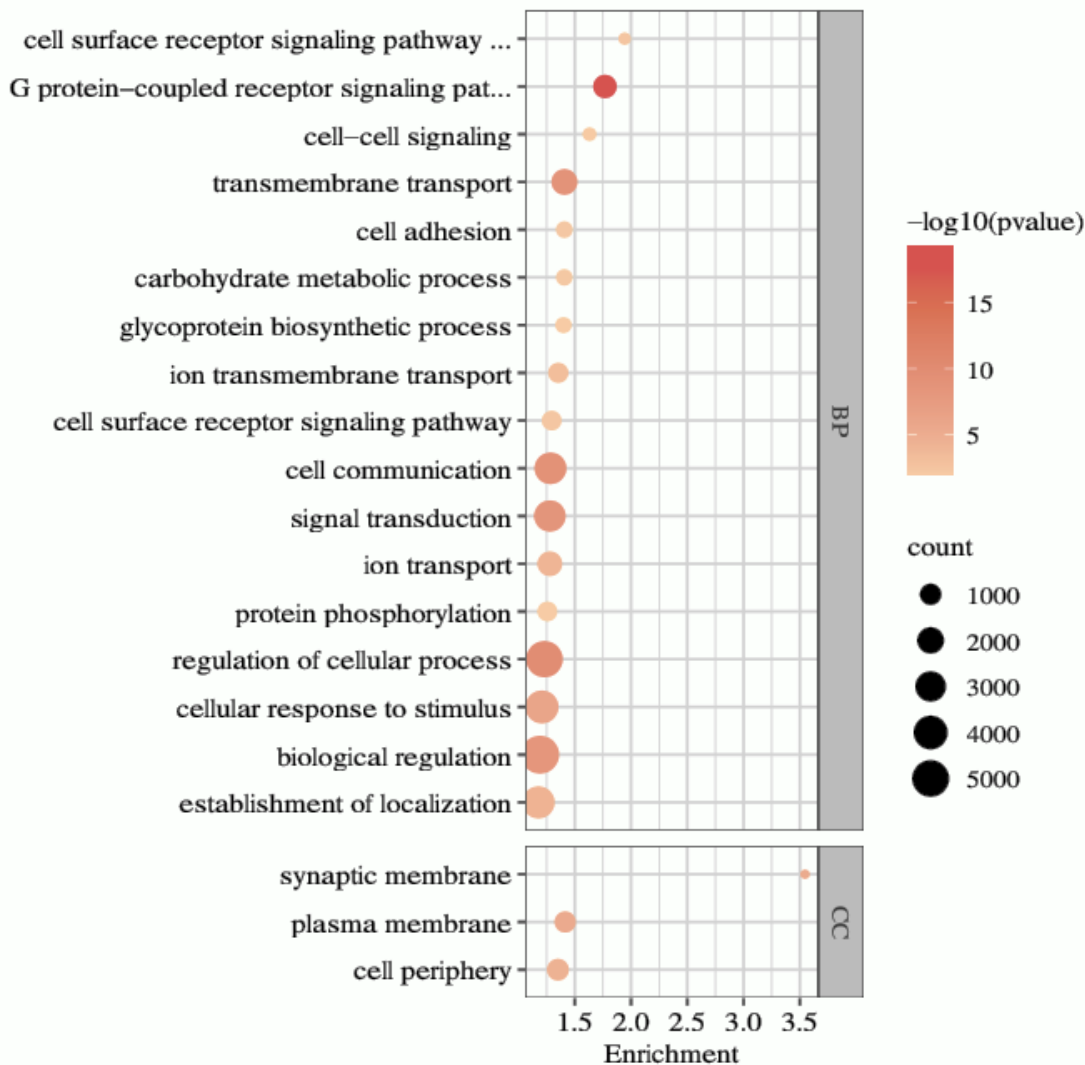 cell surface receptor signaling pathway ...
G protein−coupled receptor signaling pat...
cell−cell signaling
transmembrane transport
cell adhesion
carbohydrate metabolic process
glycoprotein biosynthetic process
ion transmembrane transport
cell surface receptor signaling pathway
cell communication
signal transduction
ion transport
protein phosphorylation
regulation of cellular process
cellular response to stimulus
biological regulation
establishment of localization
BP
synaptic membrane
plasma membrane
cell periphery
CC
1.5 2.0 2.5 3.0 3.5
Enrichment
−log10(pvalue)
15
10
5
count
1000
2000
3000
4000
5000